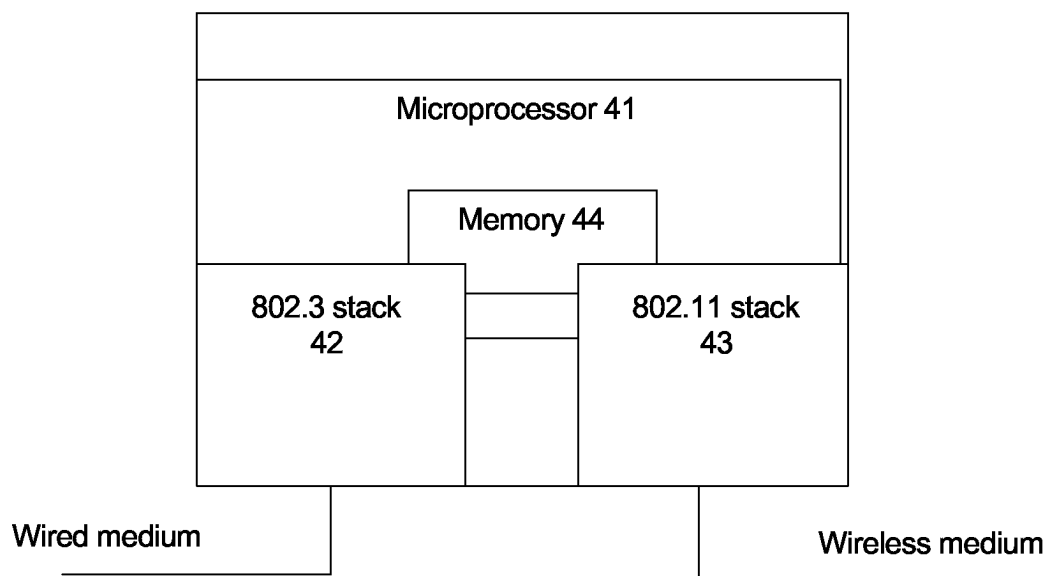 Microprocessor 41
Memory 44
802.3 stack
42
802.11 stack
43
Wired medium
Wireless medium